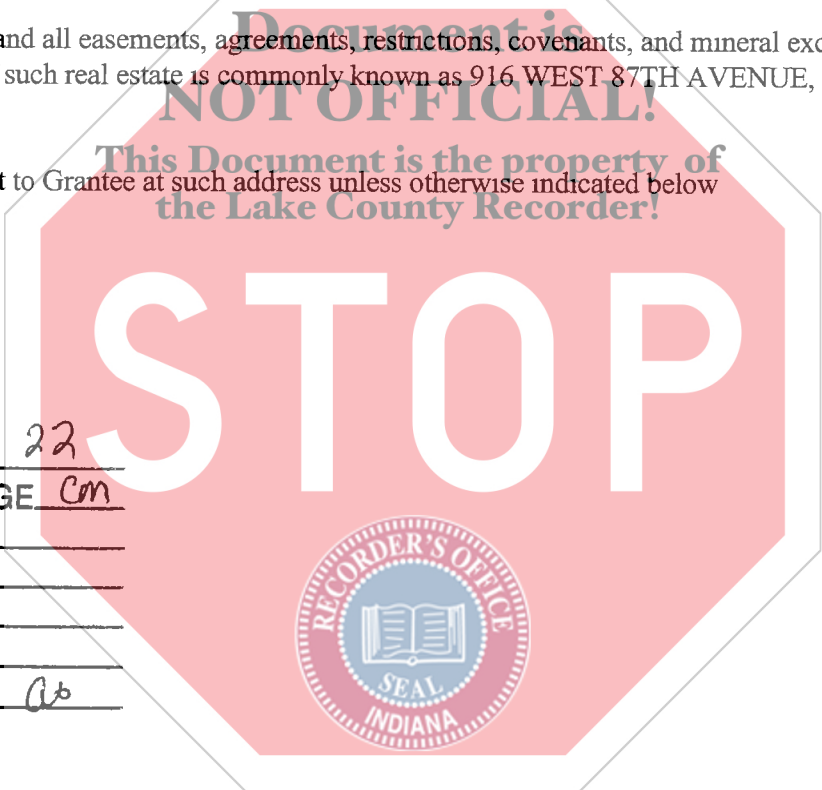 Document is
and all easements, agreements, restrictions, covenants, and mineral exc
such real estate is commonly known as 916 WEST 87TH AVENUE,
NOT OFFICIAL!
This Document is the property of
t to Grantee at such address unless otherwise indicated below
the Lake County Recorder!
STOP
22
GE CM
RECORDER'S OFFICE
SEAL
INDIANA